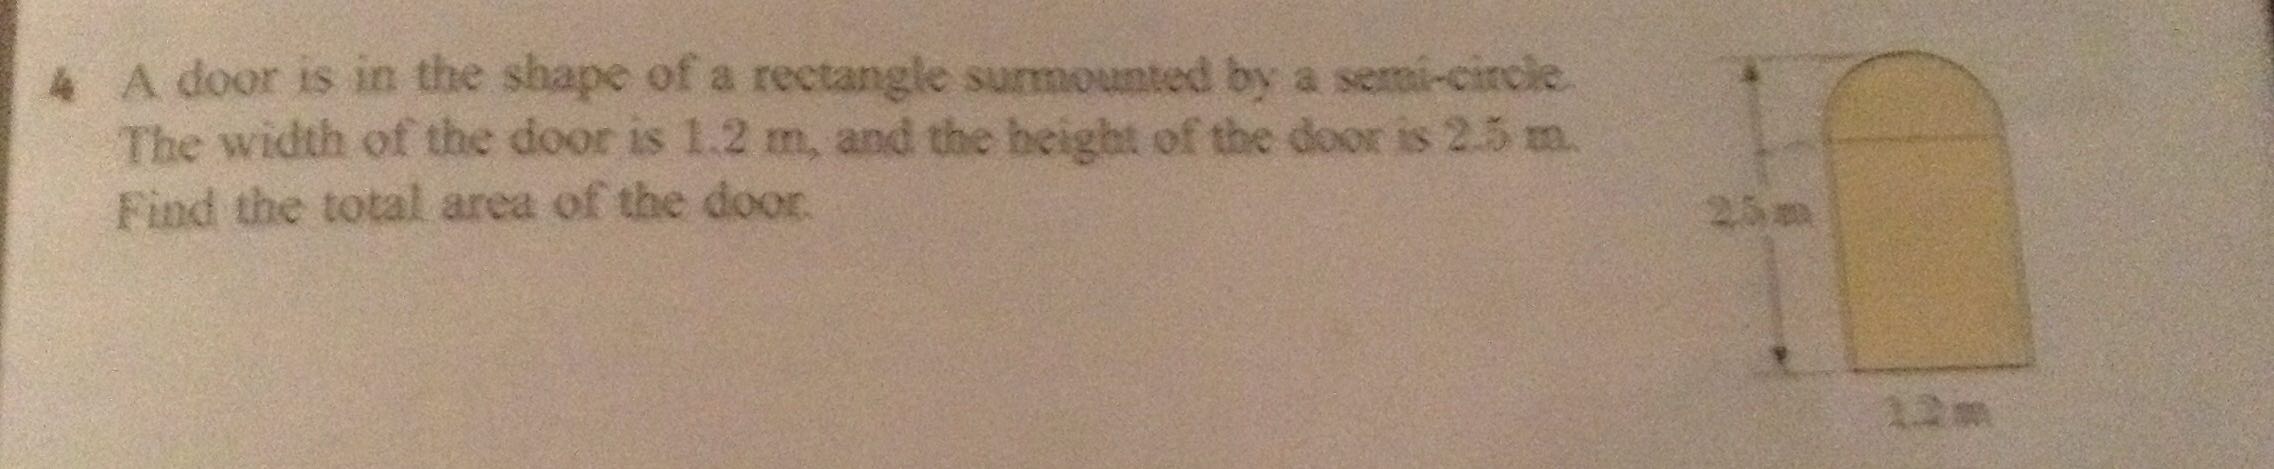 4 A door is in the shape of a rectangle surmounted by a semi-circle.
The width of the door is 1.2 m, and the height of the door is 2.5 m.
Find the total area of the door.
2.5 m
1.2 m